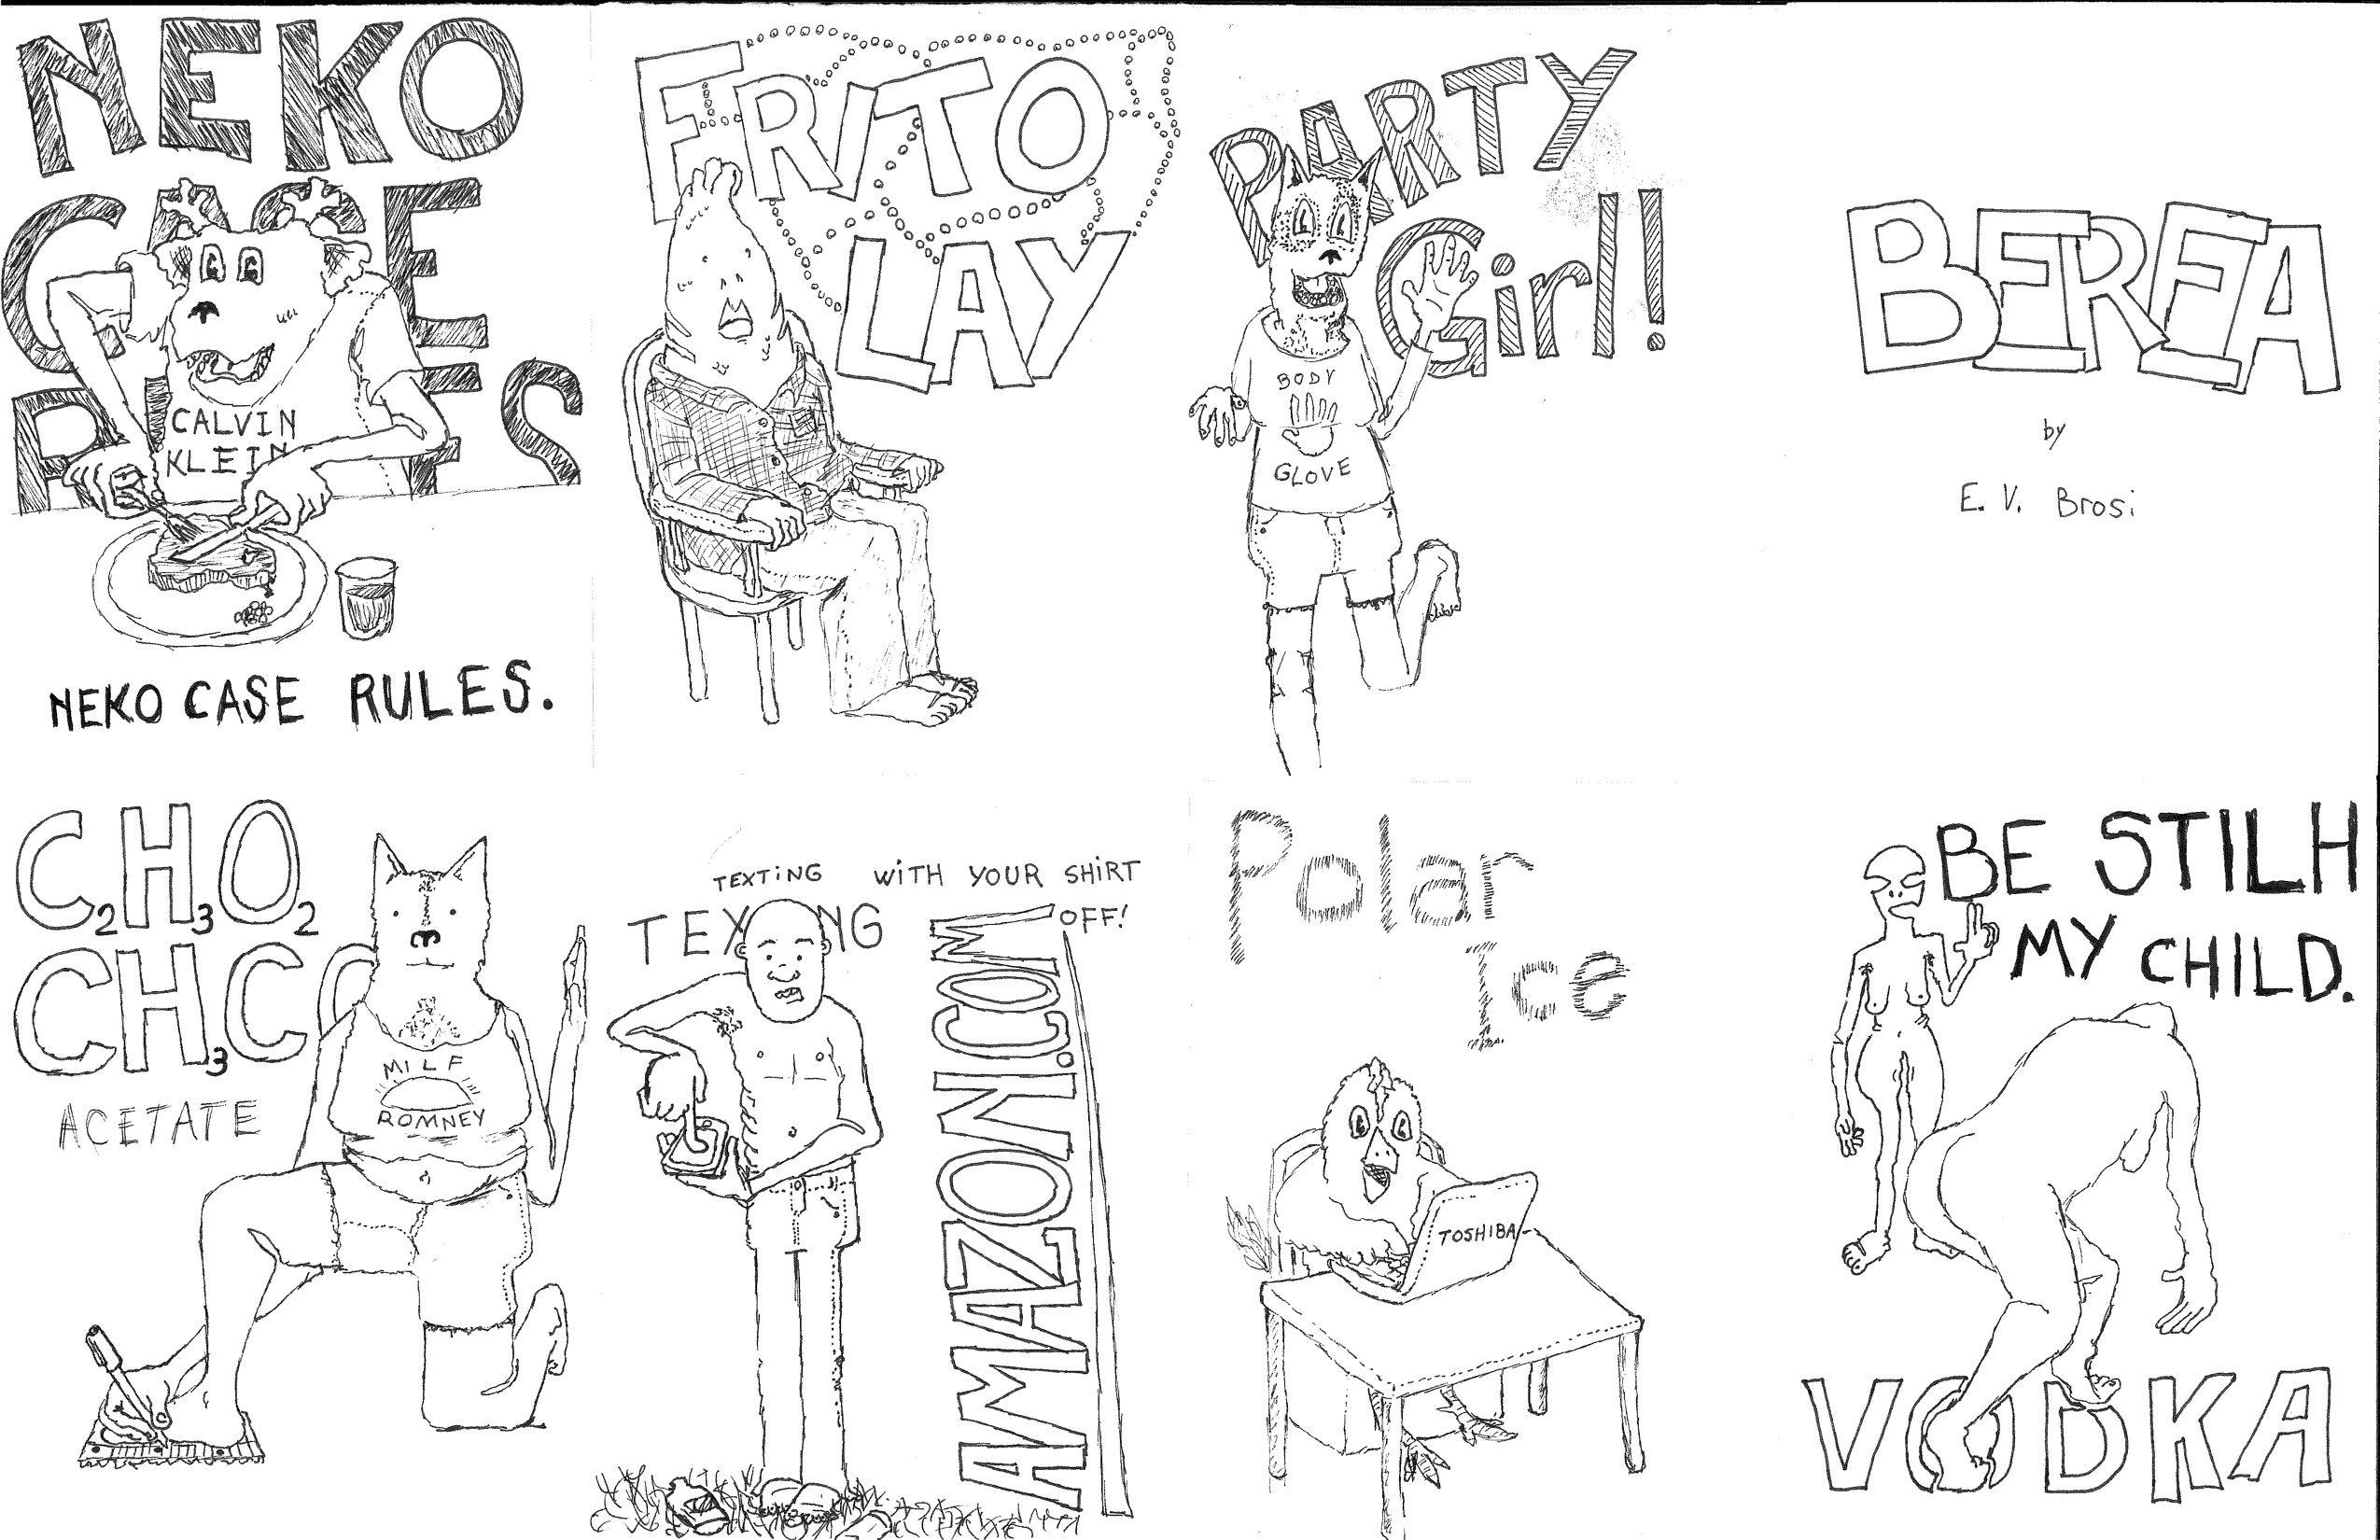 NEKO
CASE
RULES
CALVIN
KLEIN
NEKO CASE RULES.
FRITO
LAY
PARTY
Girl!
BODY
GLOVE
BEREA
by
E. V. Brosi
C2H3O2
CH3CO
ACETATE
MILF
ROMNEY
TEXTING WITH YOUR SHIRT
OFF!
TEXTING
AMAZON.COM
Polar
Ice
TOSHIBA
BE STILH
MY CHILD.
VODKA